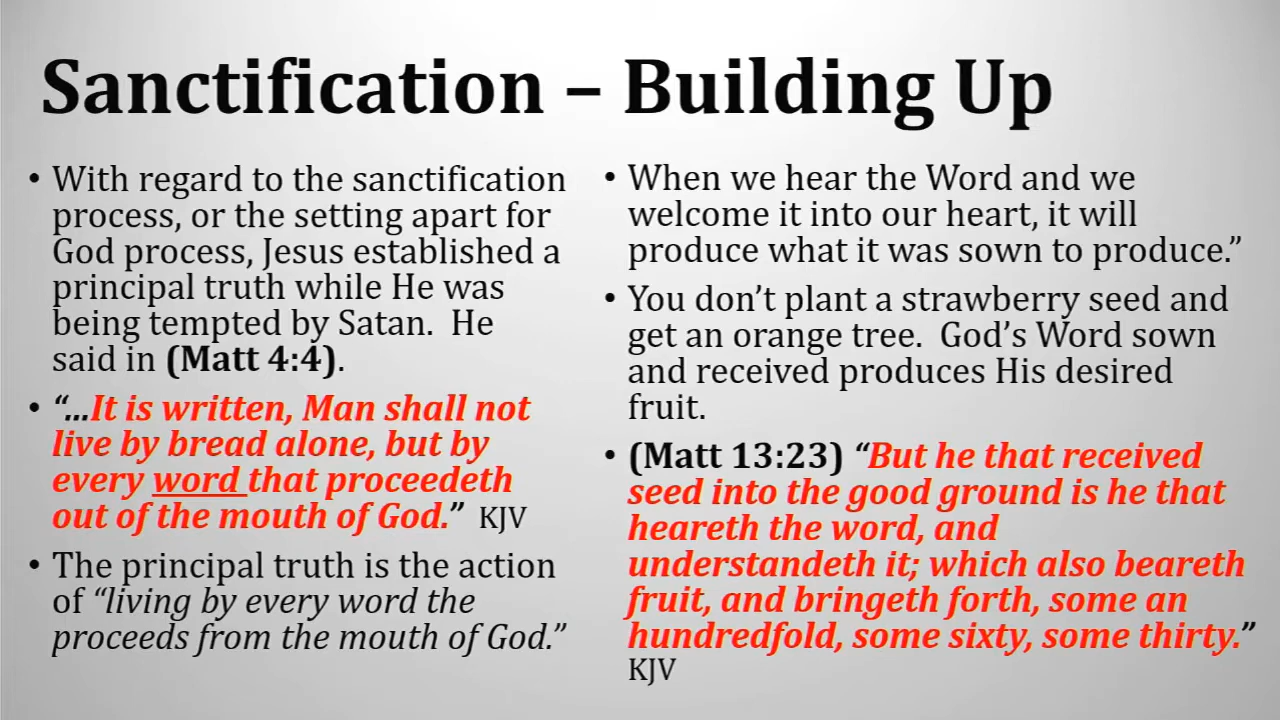 Sanctification – Building Up
• With regard to the sanctification
process, or the setting apart for
God process, Jesus established a
principal truth while He was
being tempted by Satan.  He
said in (Matt 4:4).
• “…It is written, Man shall not
live by bread alone, but by
every word that proceedeth
out of the mouth of God.”  KJV
• The principal truth is the action
of “living by every word the
proceeds from the mouth of God.”
• When we hear the Word and we
welcome it into our heart, it will
produce what it was sown to produce.”
• You don’t plant a strawberry seed and
get an orange tree.  God’s Word sown
and received produces His desired
fruit.
• (Matt 13:23) “But he that received
seed into the good ground is he that
heareth the word, and
understandeth it; which also beareth
fruit, and bringeth forth, some an
hundredfold, some sixty, some thirty.”
KJV